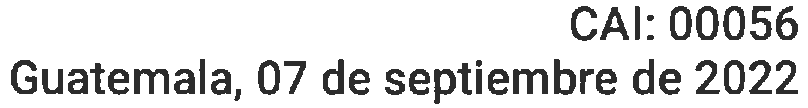 CAI: 00056
Guatemala, 07 de septiembre de 2022